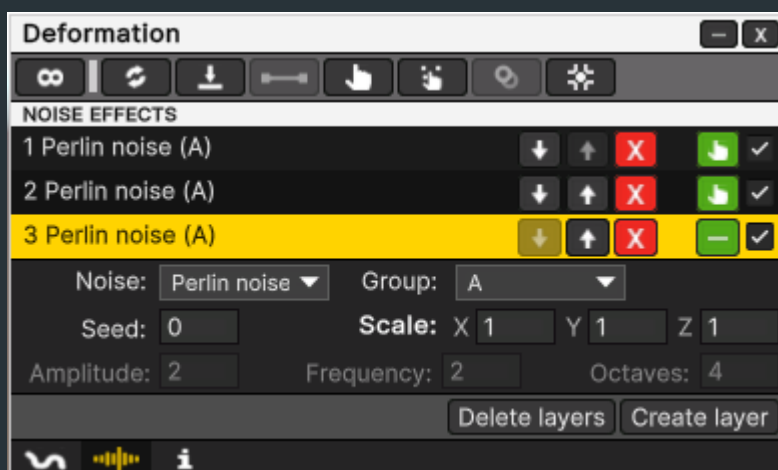 Deformation
NOISE EFFECTS
1 Perlin noise (A)
X
2 Perlin noise (A)
X
3 Perlin noise (A)
X
Noise: Perlin noise Group: A
Seed: 0 Scale: X 1 Y 1 Z 1
Amplitude: 2 Frequency: 2 Octaves: 4
Delete layers Create layer